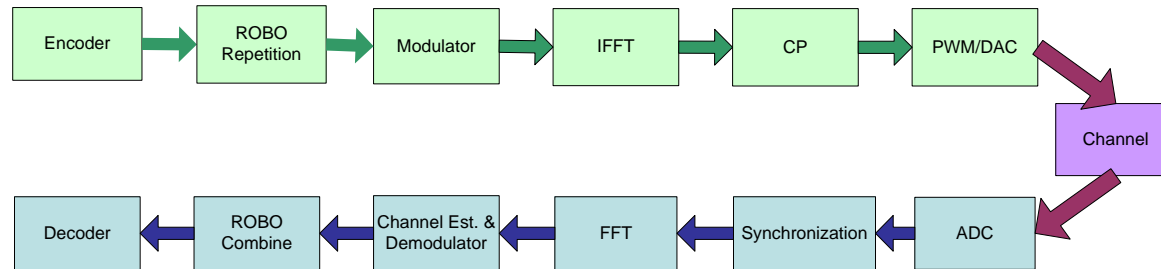 Encoder
ROBO
Repetition
Modulator
IFFT
CP
PWM/DAC
Channel
Decoder
ROBO
Combine
Channel Est. &
Demodulator
FFT
Synchronization
ADC